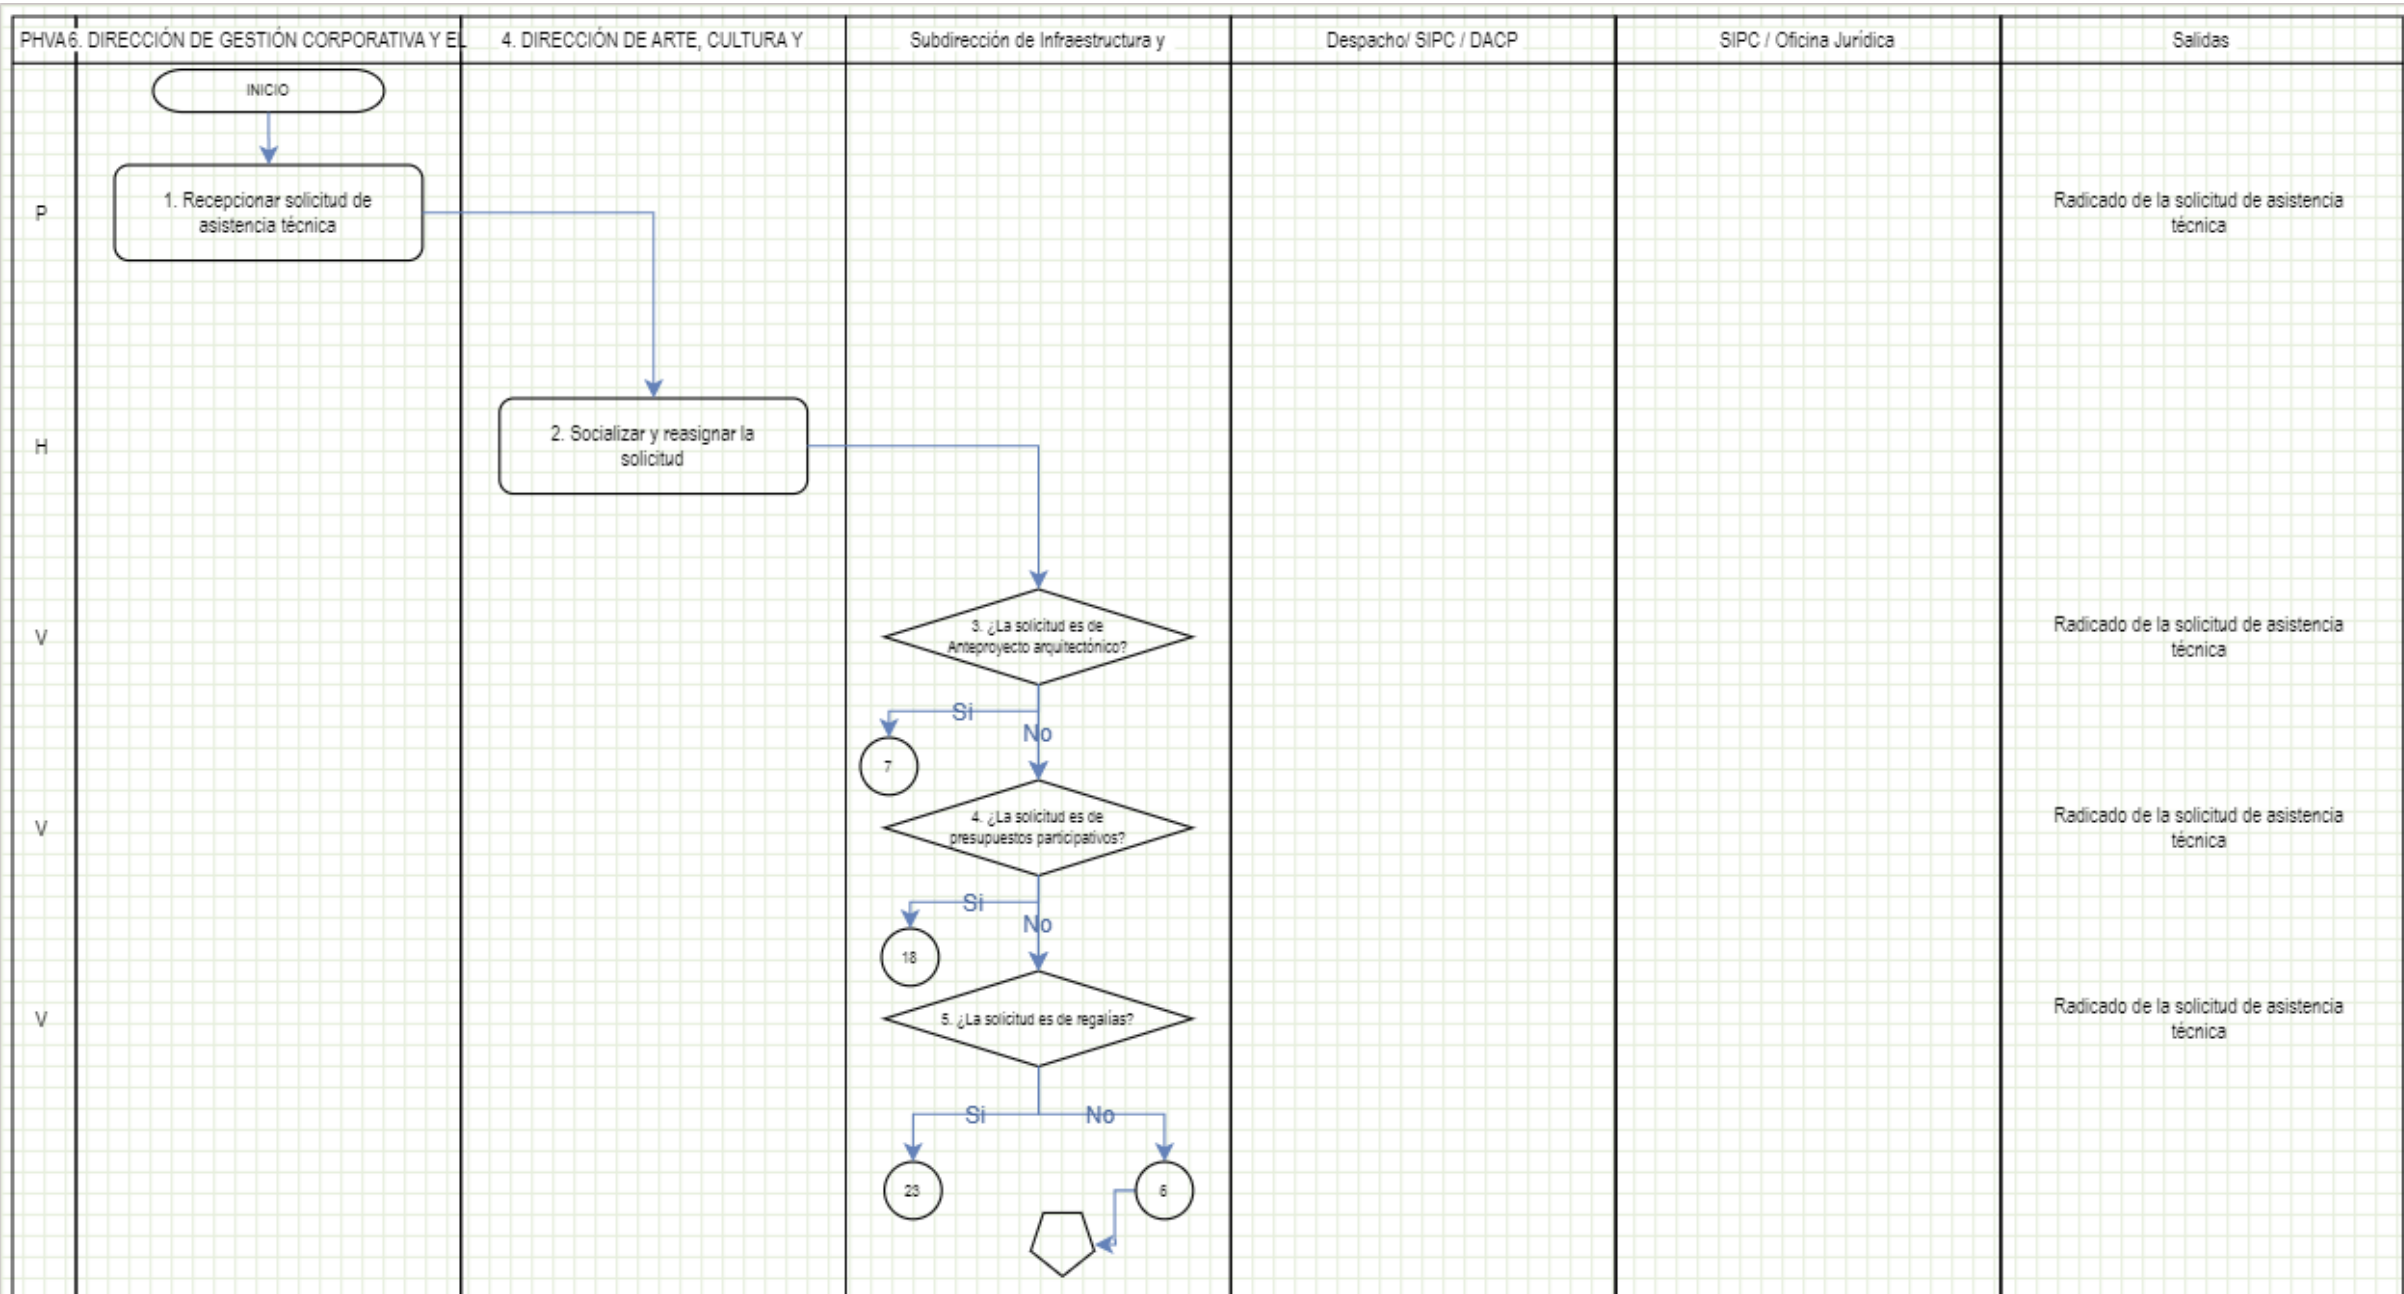 PHVA
6. DIRECCIÓN DE GESTIÓN CORPORATIVA Y EL
4. DIRECCIÓN DE ARTE, CULTURA Y
Subdirección de Infraestructura y
Despacho/ SIPC / DACP
SIPC / Oficina Jurídica
Salidas
INICIO
P
1. Recepcionar solicitud de
asistencia técnica
Radicado de la solicitud de asistencia
técnica
H
2. Socializar y reasignar la
solicitud
V
3. ¿La solicitud es de
Anteproyecto arquitectónico?
Radicado de la solicitud de asistencia
técnica
Si
No
7
V
4. ¿La solicitud es de
presupuestos participativos?
Radicado de la solicitud de asistencia
técnica
Si
No
18
V
5. ¿La solicitud es de regalías?
Radicado de la solicitud de asistencia
técnica
Si
No
23
6